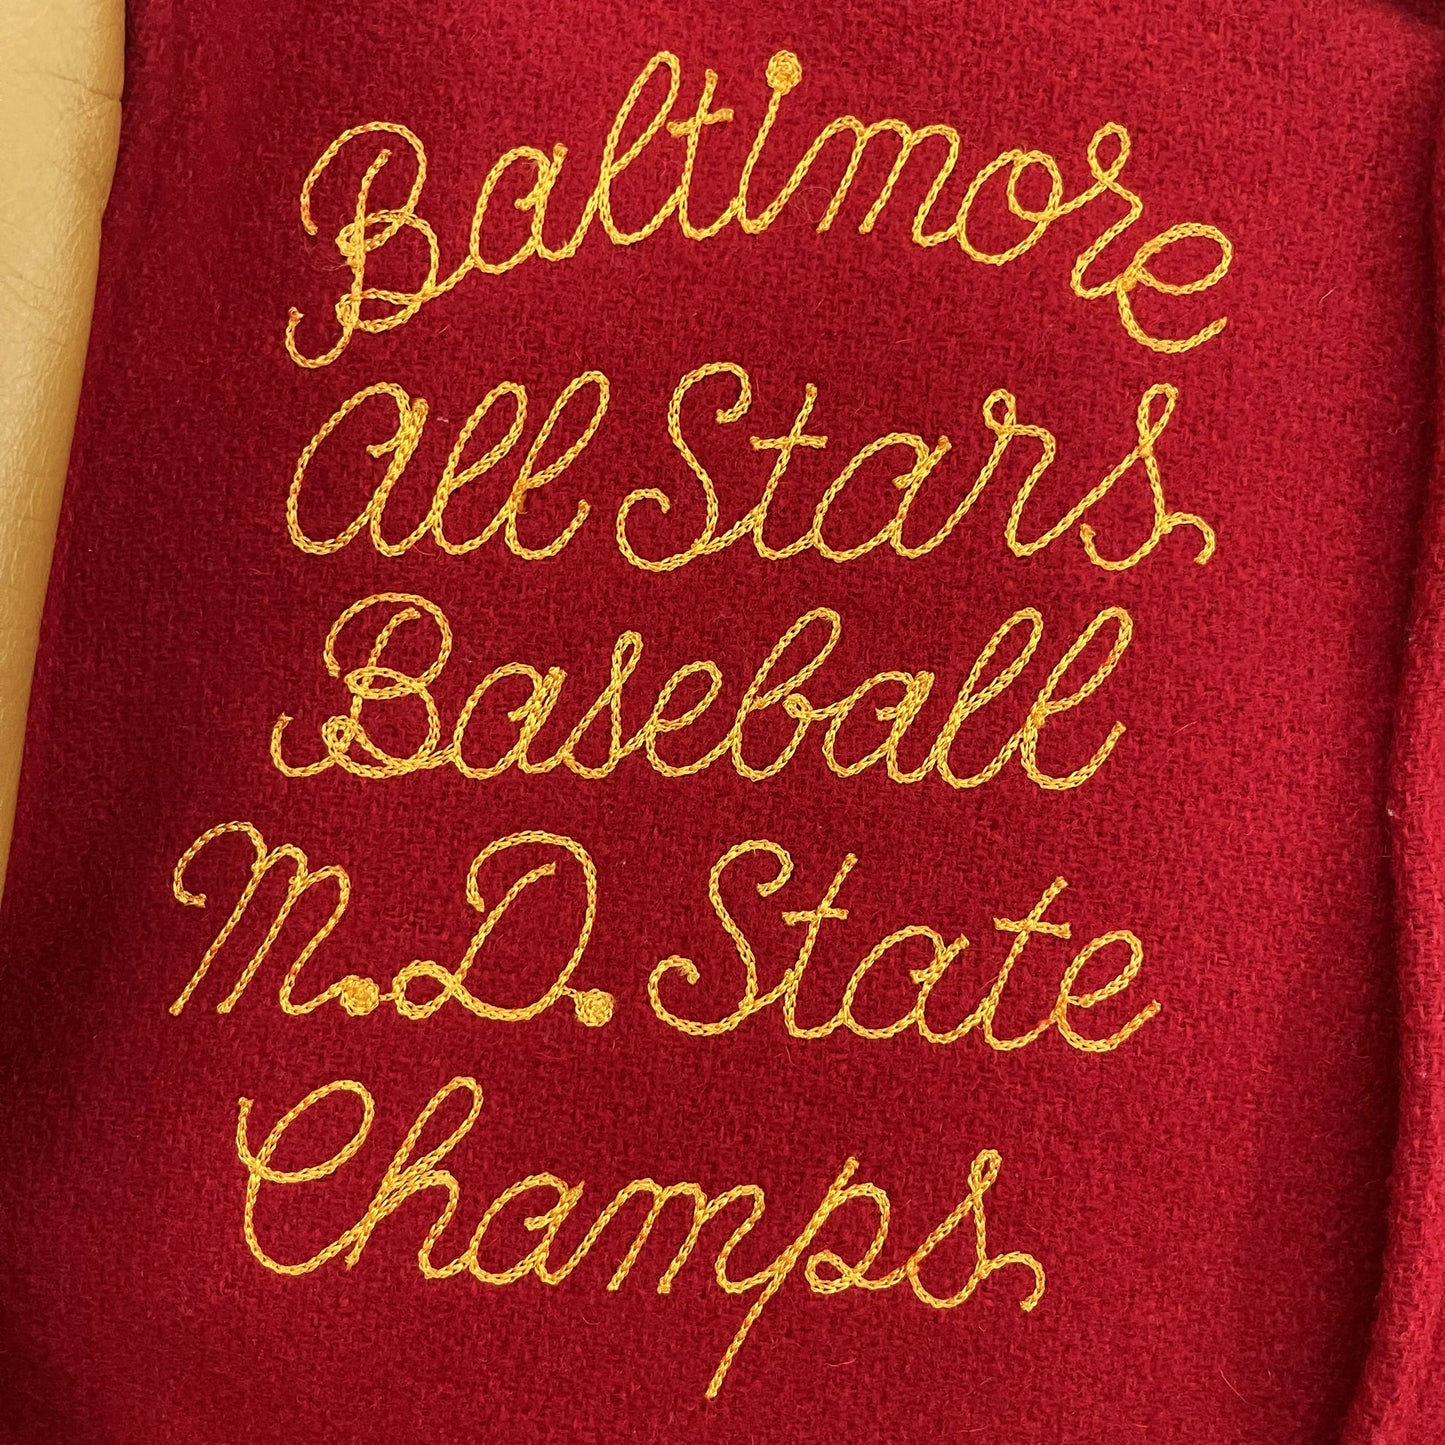 Baltimore
All Stars
Baseball
M.D. State
Champs